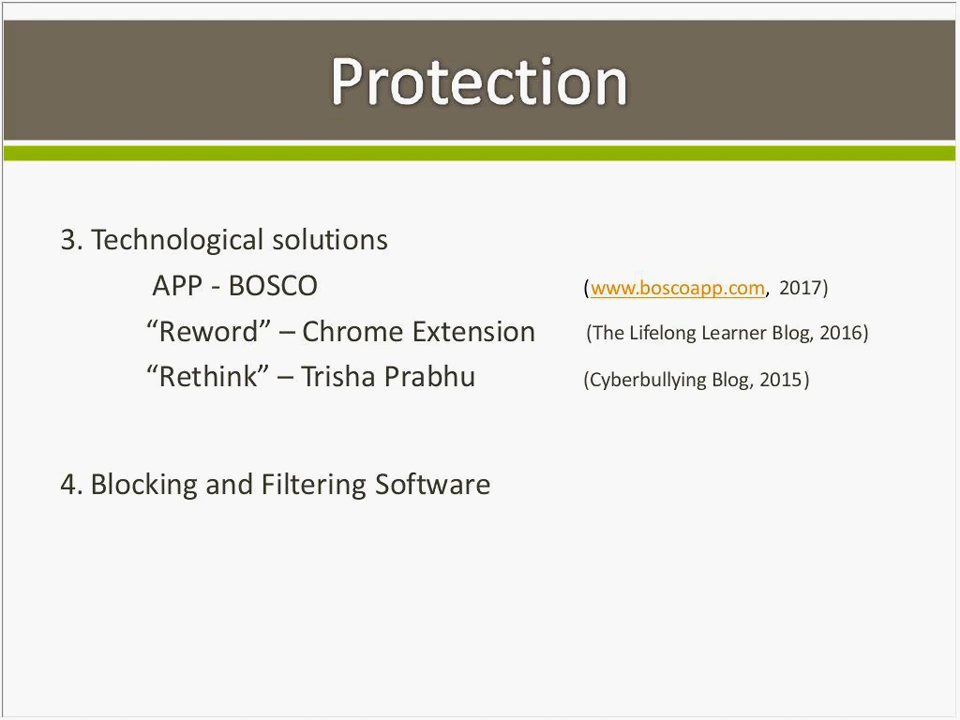 Protection
3. Technological solutions
APP - BOSCO (www.boscoapp.com, 2017)
“Reword” – Chrome Extension (The Lifelong Learner Blog, 2016)
“Rethink” – Trisha Prabhu (Cyberbullying Blog, 2015)
4. Blocking and Filtering Software